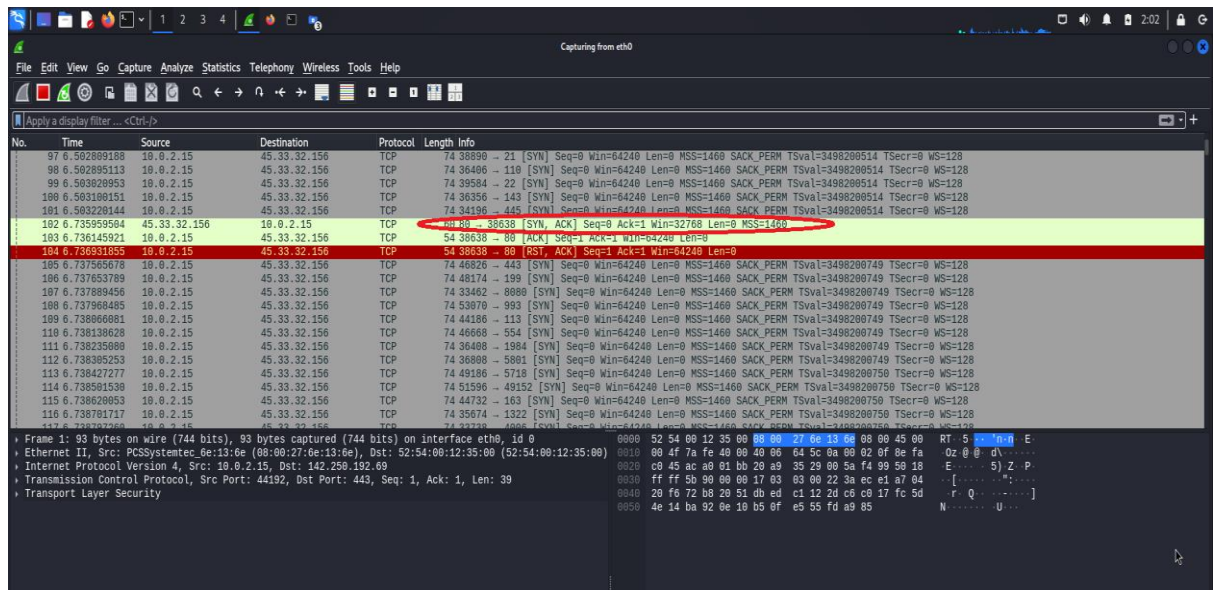 1 2 3 4
2:02
Capturing from eth0
File Edit View Go Capture Analyze Statistics Telephony Wireless Tools Help
Apply a display filter ... <Ctrl-/>
No. Time Source Destination Protocol Length Info
97 6.502809188 10.0.2.15 45.33.32.156 TCP 74 38890 → 21 [SYN] Seq=0 Win=64240 Len=0 MSS=1460 SACK_PERM TSval=3498200514 TSecr=0 WS=128
98 6.502895113 10.0.2.15 45.33.32.156 TCP 74 36406 → 110 [SYN] Seq=0 Win=64240 Len=0 MSS=1460 SACK_PERM TSval=3498200514 TSecr=0 WS=128
99 6.503020953 10.0.2.15 45.33.32.156 TCP 74 39584 → 22 [SYN] Seq=0 Win=64240 Len=0 MSS=1460 SACK_PERM TSval=3498200514 TSecr=0 WS=128
100 6.503100151 10.0.2.15 45.33.32.156 TCP 74 36356 → 143 [SYN] Seq=0 Win=64240 Len=0 MSS=1460 SACK_PERM TSval=3498200514 TSecr=0 WS=128
101 6.503220144 10.0.2.15 45.33.32.156 TCP 74 34196 → 445 [SYN] Seq=0 Win=64240 Len=0 MSS=1460 SACK_PERM TSval=3498200514 TSecr=0 WS=128
102 6.735959504 45.33.32.156 10.0.2.15 TCP 60 80 → 38638 [SYN, ACK] Seq=0 Ack=1 Win=32768 Len=0 MSS=1460
103 6.736145921 10.0.2.15 45.33.32.156 TCP 54 38638 → 80 [ACK] Seq=1 Ack=1 Win=64240 Len=0
104 6.736931855 10.0.2.15 45.33.32.156 TCP 54 38638 → 80 [RST, ACK] Seq=1 Ack=1 Win=64240 Len=0
105 6.737565678 10.0.2.15 45.33.32.156 TCP 74 46826 → 443 [SYN] Seq=0 Win=64240 Len=0 MSS=1460 SACK_PERM TSval=3498200749 TSecr=0 WS=128
106 6.737653789 10.0.2.15 45.33.32.156 TCP 74 48174 → 199 [SYN] Seq=0 Win=64240 Len=0 MSS=1460 SACK_PERM TSval=3498200749 TSecr=0 WS=128
107 6.737889456 10.0.2.15 45.33.32.156 TCP 74 33462 → 8080 [SYN] Seq=0 Win=64240 Len=0 MSS=1460 SACK_PERM TSval=3498200749 TSecr=0 WS=128
108 6.737968485 10.0.2.15 45.33.32.156 TCP 74 53070 → 993 [SYN] Seq=0 Win=64240 Len=0 MSS=1460 SACK_PERM TSval=3498200749 TSecr=0 WS=128
109 6.738066081 10.0.2.15 45.33.32.156 TCP 74 44186 → 113 [SYN] Seq=0 Win=64240 Len=0 MSS=1460 SACK_PERM TSval=3498200749 TSecr=0 WS=128
110 6.738138628 10.0.2.15 45.33.32.156 TCP 74 46668 → 554 [SYN] Seq=0 Win=64240 Len=0 MSS=1460 SACK_PERM TSval=3498200749 TSecr=0 WS=128
111 6.738235080 10.0.2.15 45.33.32.156 TCP 74 36408 → 1984 [SYN] Seq=0 Win=64240 Len=0 MSS=1460 SACK_PERM TSval=3498200749 TSecr=0 WS=128
112 6.738305253 10.0.2.15 45.33.32.156 TCP 74 36808 → 5801 [SYN] Seq=0 Win=64240 Len=0 MSS=1460 SACK_PERM TSval=3498200749 TSecr=0 WS=128
113 6.738427277 10.0.2.15 45.33.32.156 TCP 74 49186 → 5718 [SYN] Seq=0 Win=64240 Len=0 MSS=1460 SACK_PERM TSval=3498200750 TSecr=0 WS=128
114 6.738501530 10.0.2.15 45.33.32.156 TCP 74 51596 → 49152 [SYN] Seq=0 Win=64240 Len=0 MSS=1460 SACK_PERM TSval=3498200750 TSecr=0 WS=128
115 6.738620053 10.0.2.15 45.33.32.156 TCP 74 44732 → 163 [SYN] Seq=0 Win=64240 Len=0 MSS=1460 SACK_PERM TSval=3498200750 TSecr=0 WS=128
116 6.738701717 10.0.2.15 45.33.32.156 TCP 74 35674 → 1322 [SYN] Seq=0 Win=64240 Len=0 MSS=1460 SACK_PERM TSval=3498200750 TSecr=0 WS=128
Frame 1: 93 bytes on wire (744 bits), 93 bytes captured (744 bits) on interface eth0, id 0
Ethernet II, Src: PCSSystemtec_6e:13:6e (08:00:27:6e:13:6e), Dst: 52:54:00:12:35:00 (52:54:00:12:35:00)
Internet Protocol Version 4, Src: 10.0.2.15, Dst: 142.250.192.69
Transmission Control Protocol, Src Port: 44192, Dst Port: 443, Seq: 1, Ack: 1, Len: 39
Transport Layer Security
0000 52 54 00 12 35 00 08 00 27 6e 13 6e 08 00 45 00 RT··5··· 'n·n··E·
0010 00 4f 7a fe 40 00 40 06 64 5c 0a 00 02 0f 8e fa ·Oz·@·@· d\······
0020 c0 45 ac a0 01 bb 20 a9 35 29 00 5a f4 99 50 18 ·E···· · 5)·Z··P·
0030 ff ff 5b 90 00 00 17 03 03 00 22 3a ec e1 a7 04 ··[····· ··":····
0040 20 f6 72 b8 20 51 db ed c1 12 2d c6 c0 17 fc 5d ·r· Q·· ··-····]
0050 4e 14 ba 92 0e 10 b5 0f e5 55 fd a9 85 N······· ·U···